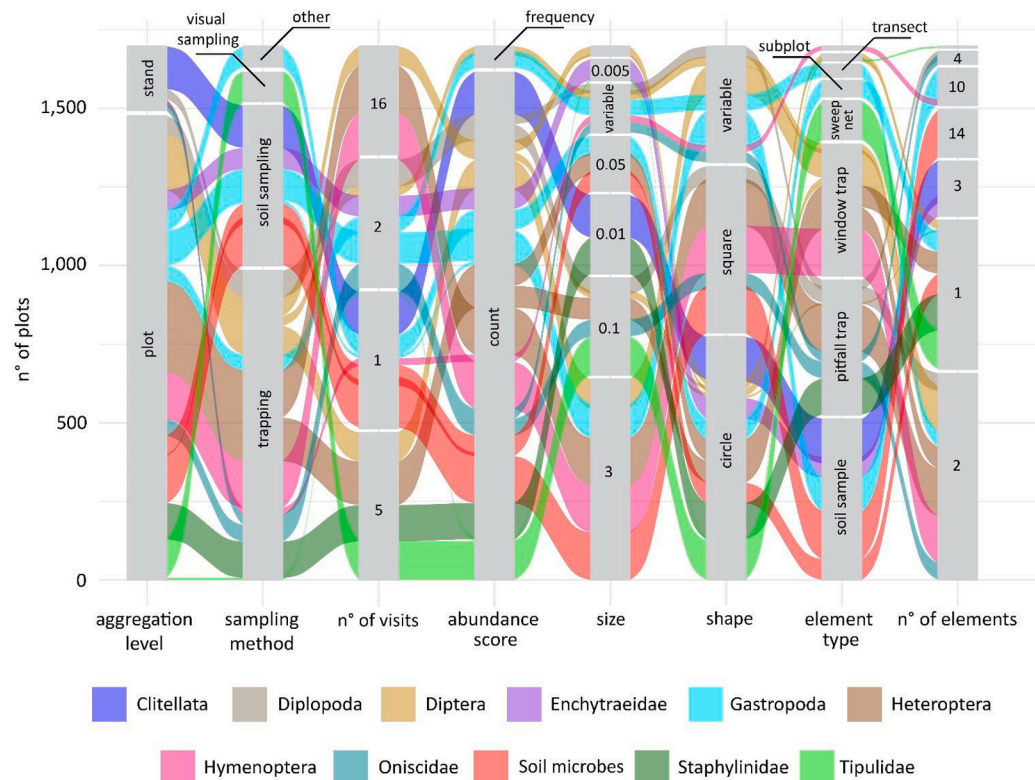 visual
sampling
other
frequency
transect
subplot
n° of plots
1,500
1,000
500
0
stand
plot
soil sampling
trapping
16
2
1
5
count
0.005
variable
0.05
0.01
0.1
3
variable
square
circle
sweep
net
window trap
pitfall trap
soil sample
4
10
14
3
1
2
aggregation
level
sampling
method
n° of visits
abundance
score
size
shape
element
type
n° of elements
Clitellata
Diplopoda
Diptera
Enchytraeidae
Gastropoda
Heteroptera
Hymenoptera
Oniscidae
Soil microbes
Staphylinidae
Tipulidae